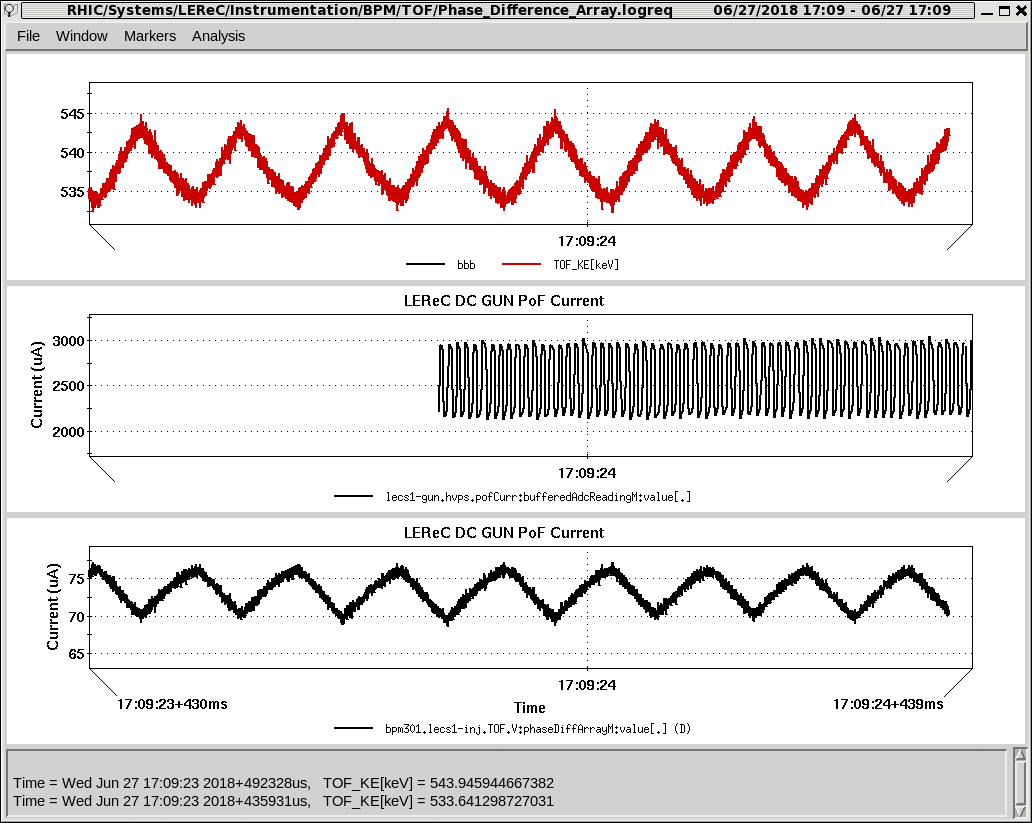 RHIC/Systems/LEReC/Instrumentation/BPM/TOF/Phase_Difference_Array.logreq 06/27/2018 17:09 - 06/27 17:09
File Window Markers Analysis
545
540
535
17:09:24
bbb TOF_KE[keV]
LEReC DC GUN PoF Current
Current (uA)
3000
2500
2000
17:09:24
lecs1-gun.hvps.pofCurr:bufferedAdcReadingM:value[.]
LEReC DC GUN PoF Current
Current (uA)
75
70
65
17:09:24
17:09:23+430ms Time 17:09:24+439ms
bpm301.lecs1-inj.TOF.V:phaseDiffArrayM:value[.] (D)
Time = Wed Jun 27 17:09:23 2018+492328us, TOF_KE[keV] = 543.945944667382
Time = Wed Jun 27 17:09:23 2018+435931us, TOF_KE[keV] = 533.641298727031